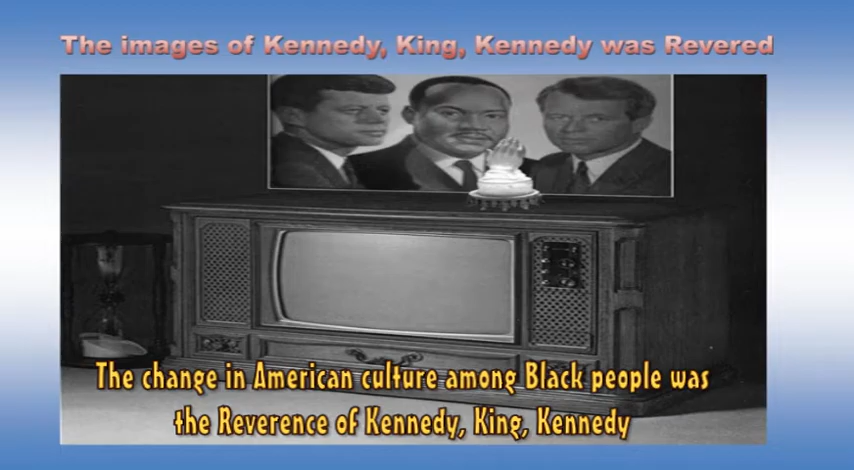 The images of Kennedy, King, Kennedy was Revered
The change in American culture among Black people was
the Reverence of Kennedy, King, Kennedy